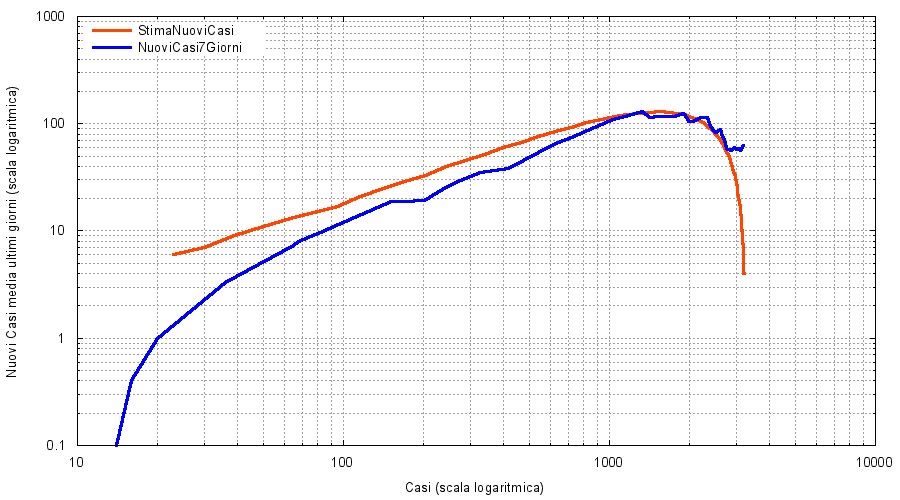 1000
100
10
1
0.1
StimaNuoviCasi
NuoviCasi7Giorni
Nuovi Casi media ultimi giorni (scala logaritmica)
10 100 1000 10000
Casi (scala logaritmica)